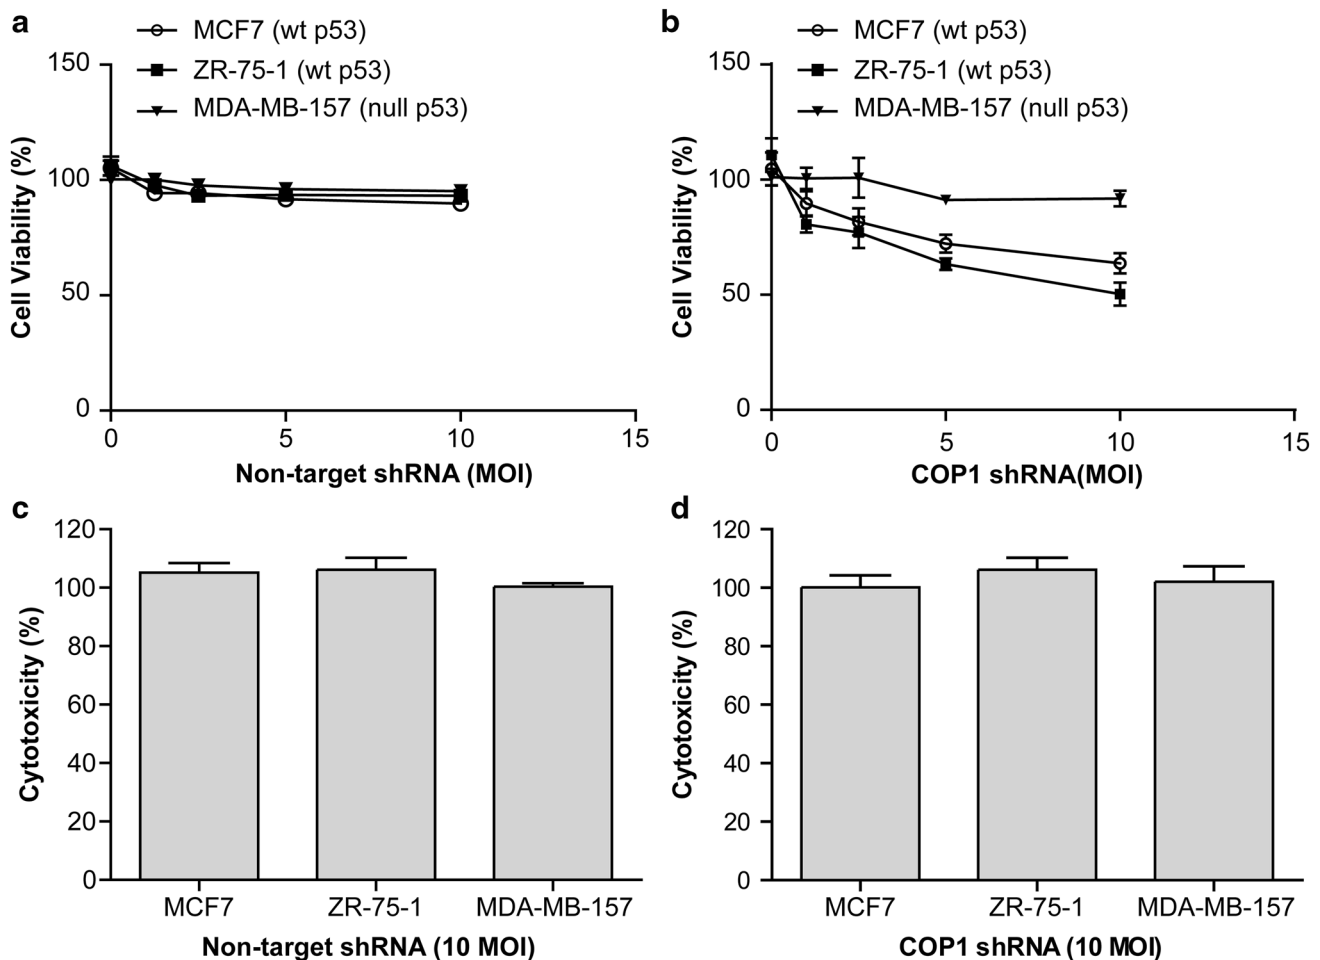 a
MCF7 (wt p53)
ZR-75-1 (wt p53)
MDA-MB-157 (null p53)
150
100
50
0
Cell Viability (%)
0 5 10 15
Non-target shRNA (MOI)
b
MCF7 (wt p53)
ZR-75-1 (wt p53)
MDA-MB-157 (null p53)
150
100
50
0
Cell Viability (%)
0 5 10 15
COP1 shRNA(MOI)
c
120
100
80
60
40
20
0
Cytotoxicity (%)
MCF7 ZR-75-1 MDA-MB-157
Non-target shRNA (10 MOI)
d
120
100
80
60
40
20
0
Cytotoxicity (%)
MCF7 ZR-75-1 MDA-MB-157
COP1 shRNA (10 MOI)